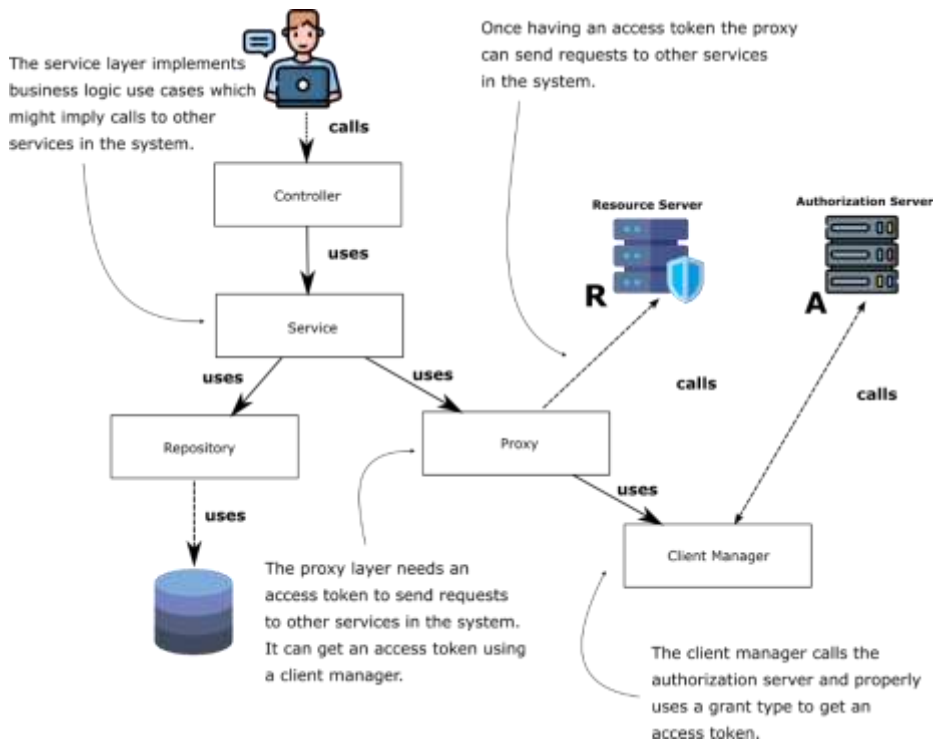 The service layer implements
business logic use cases which
might imply calls to other
services in the system.
Once having an access token the proxy
can send requests to other services
in the system.
calls
Controller
uses
Resource Server
R
Authorization Server
A
Service
uses
uses
calls
calls
Repository
Proxy
uses
uses
Client Manager
The proxy layer needs an
access token to send requests
to other services in the system.
It can get an access token using
a client manager.
The client manager calls the
authorization server and properly
uses a grant type to get an
access token.